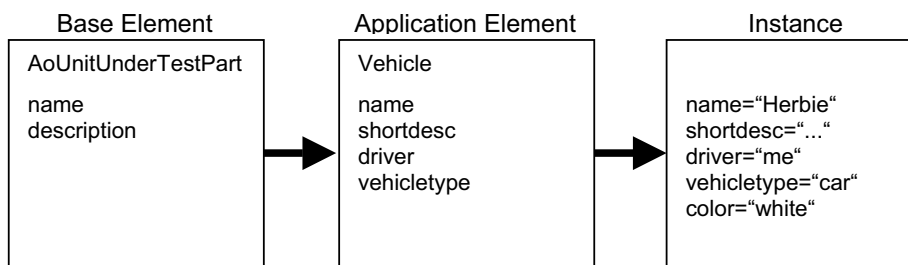 Base Element
AoUnitUnderTestPart
name
description
Application Element
Vehicle
name
shortdesc
driver
vehicletype
Instance
name=“Herbie“
shortdesc=“...“
driver=“me“
vehicletype=“car“
color=“white“